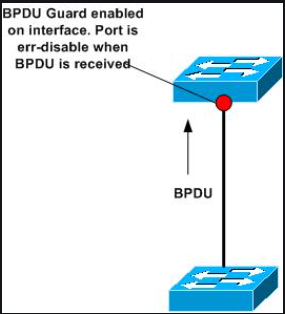 BPDU Guard enabled
on interface. Port is
err-disable when
BPDU is received
BPDU